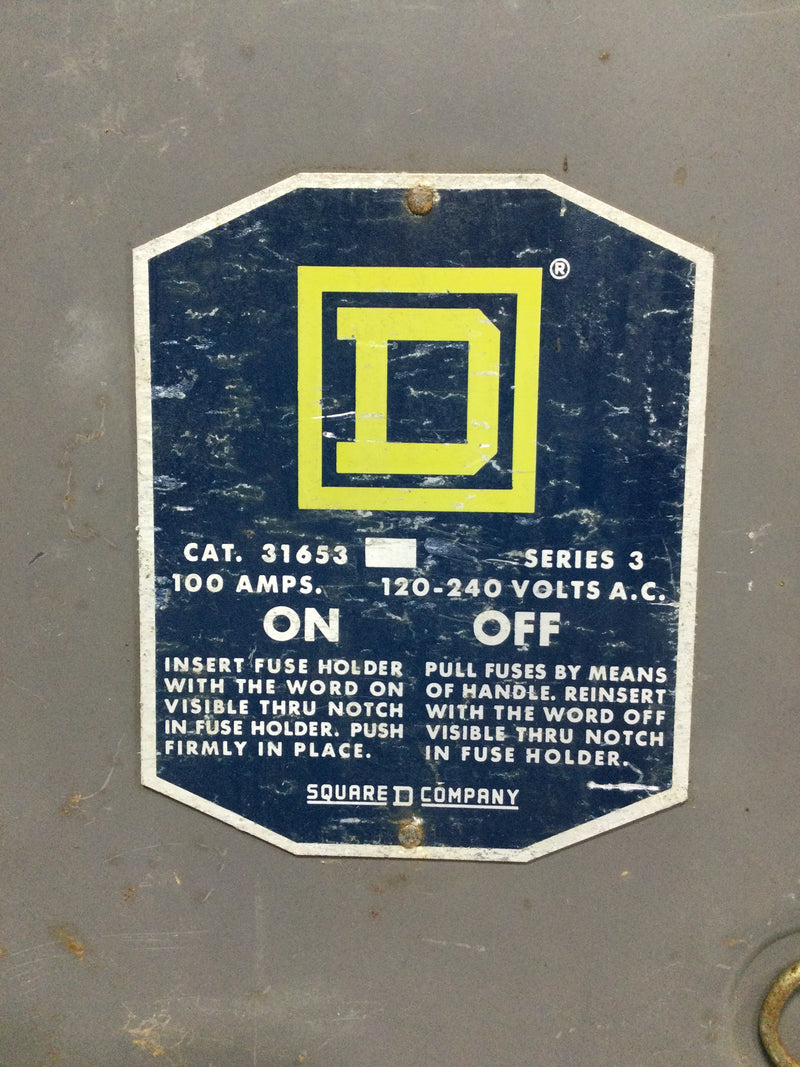 D ®
CAT. 31653 SERIES 3
100 AMPS. 120-240 VOLTS A.C.
ON
INSERT FUSE HOLDER
WITH THE WORD ON
VISIBLE THRU NOTCH
IN FUSE HOLDER. PUSH
FIRMLY IN PLACE.
OFF
PULL FUSES BY MEANS
OF HANDLE. REINSERT
WITH THE WORD OFF
VISIBLE THRU NOTCH
IN FUSE HOLDER.
SQUARE D COMPANY